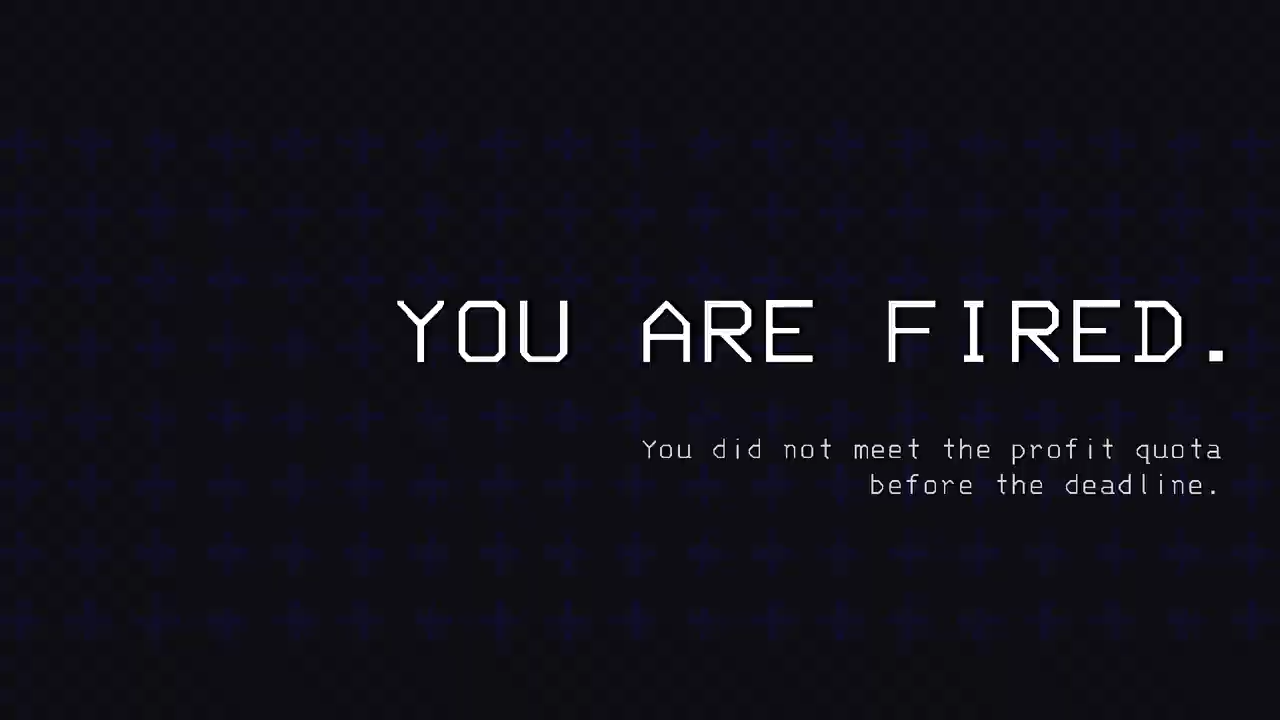 YOU ARE FIRED.
You did not meet the profit quota
before the deadline.